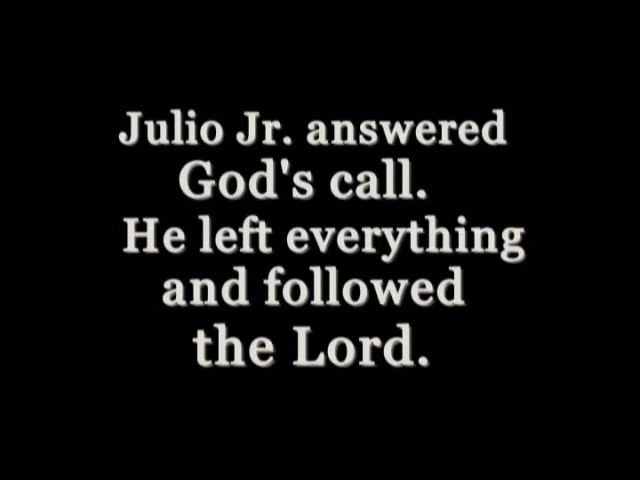 Julio Jr. answered
God's call.
He left everything
and followed
the Lord.